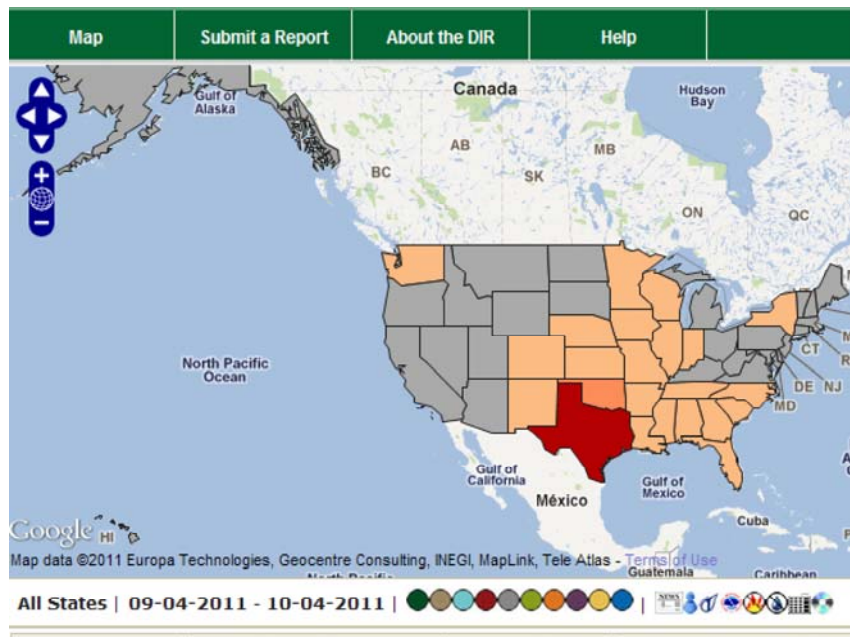 Map Submit a Report About the DIR Help
Canada
Hudson
Bay
Gulf of
Alaska
AB
MB
BC
SK
ON
QC
North Pacific
Ocean
CT
DE NJ
MD
Gulf of
California
Gulf of
Mexico
México
Cuba
Google HI
Map data ©2011 Europa Technologies, Geocentre Consulting, INEGI, MapLink, Tele Atlas - Terms of Use
Guatemala
Caribbean
All States | 09-04-2011 - 10-04-2011 | |
NEWS